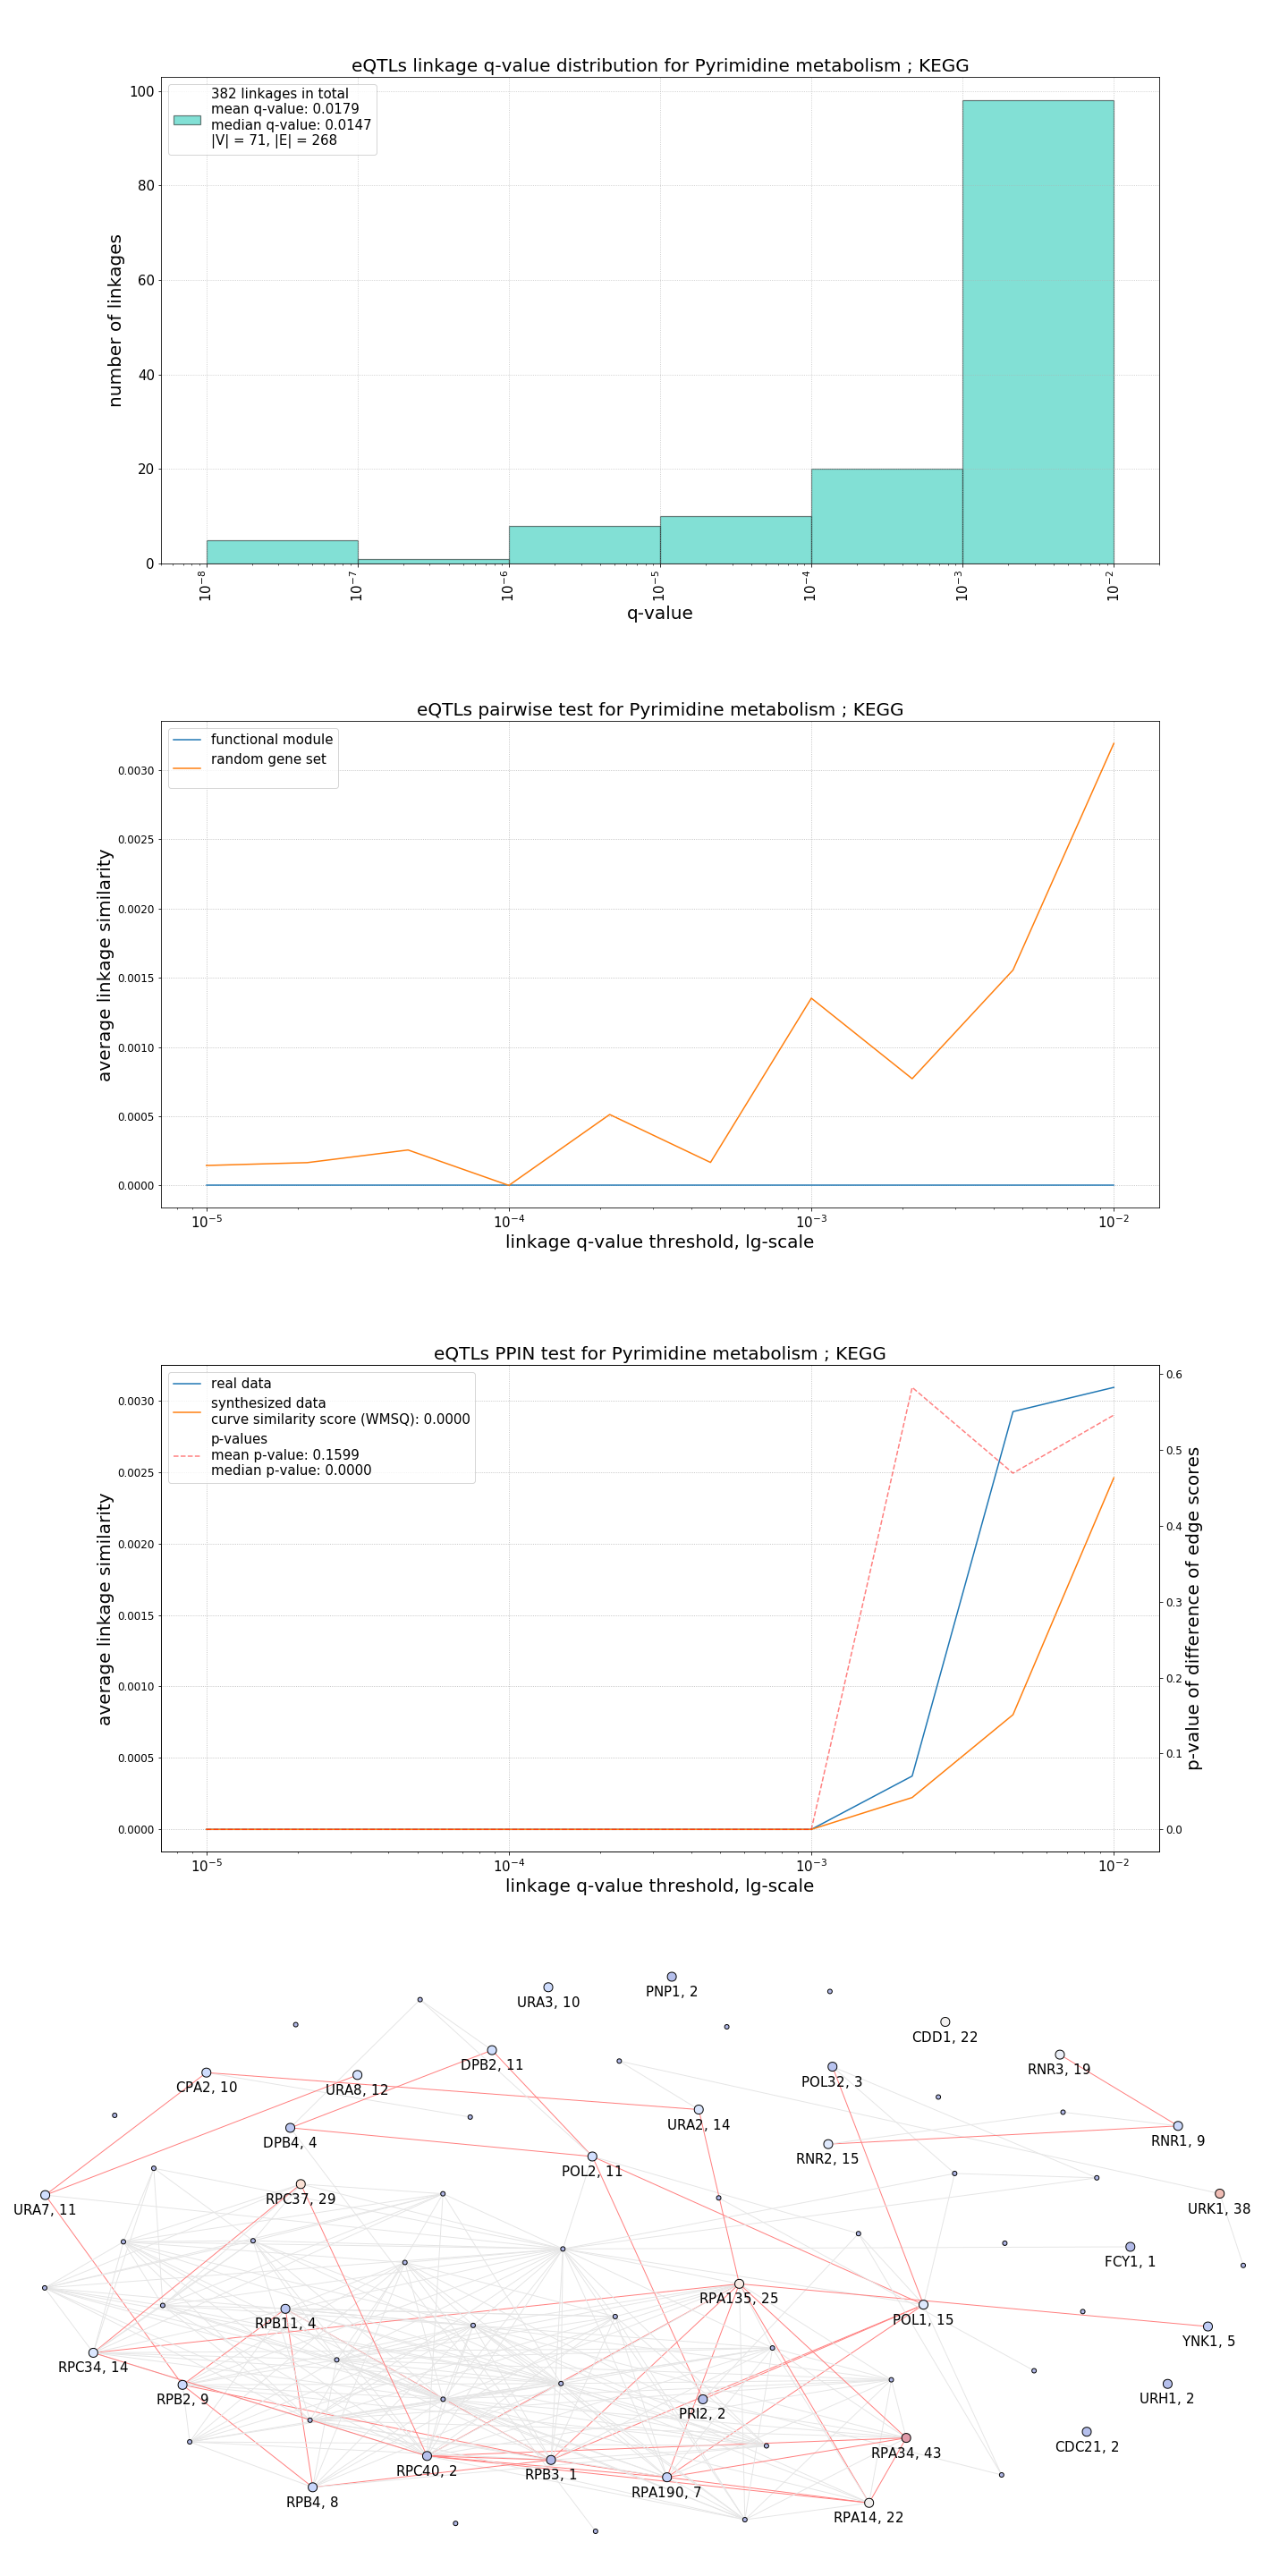 eQTLs linkage q-value distribution for Pyrimidine metabolism ; KEGG
382 linkages in total
mean q-value: 0.0179
median q-value: 0.0147
|V| = 71, |E| = 268
number of linkages
100
80
60
40
20
0
10⁻⁸ 10⁻⁷ 10⁻⁶ 10⁻⁵ 10⁻⁴ 10⁻³ 10⁻²
q-value
eQTLs pairwise test for Pyrimidine metabolism ; KEGG
functional module
random gene set
average linkage similarity
0.0030
0.0025
0.0020
0.0015
0.0010
0.0005
0.0000
10⁻⁵ 10⁻⁴ 10⁻³ 10⁻²
linkage q-value threshold, lg-scale
eQTLs PPIN test for Pyrimidine metabolism ; KEGG
real data
synthesized data
curve similarity score (WMSQ): 0.0000
p-values
mean p-value: 0.1599
median p-value: 0.0000
average linkage similarity
0.0030
0.0025
0.0020
0.0015
0.0010
0.0005
0.0000
0.6
0.5
0.4
0.3
0.2
0.1
0.0
p-value of difference of edge scores
10⁻⁵ 10⁻⁴ 10⁻³ 10⁻²
linkage q-value threshold, lg-scale
PNP1, 2
URA3, 10
CDD1, 22
DPB2, 11
RNR3, 19
POL32, 3
CPA2, 10
URA8, 12
URA2, 14
RNR1, 9
DPB4, 4
RNR2, 15
POL2, 11
RPC37, 29
URA7, 11
URK1, 38
FCY1, 1
RPA135, 25
POL1, 15
RPB11, 4
YNK1, 5
RPC34, 14
RPB2, 9
URH1, 2
PRI2, 2
CDC21, 2
RPA34, 43
RPC40, 2
RPB3, 1
RPA190, 7
RPB4, 8
RPA14, 22